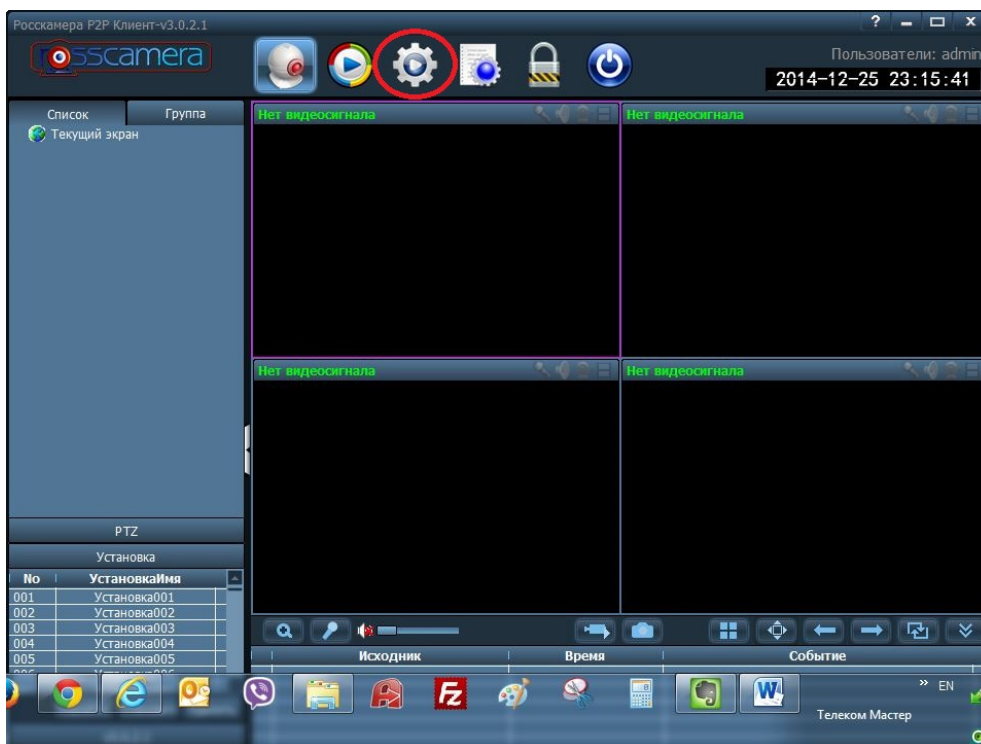 Росскамера P2P Клиент-v3.0.2.1
rosscamera
Пользователи: admin
2014-12-25 23:15:41
Список Группа
Текущий экран
Нет видеосигнала
Нет видеосигнала
Нет видеосигнала
Нет видеосигнала
PTZ
Установка
No УстановкаИмя
001 Установка001
002 Установка002
003 Установка003
004 Установка004
005 Установка005
Исходник Время Событие
EN
Телеком Мастер